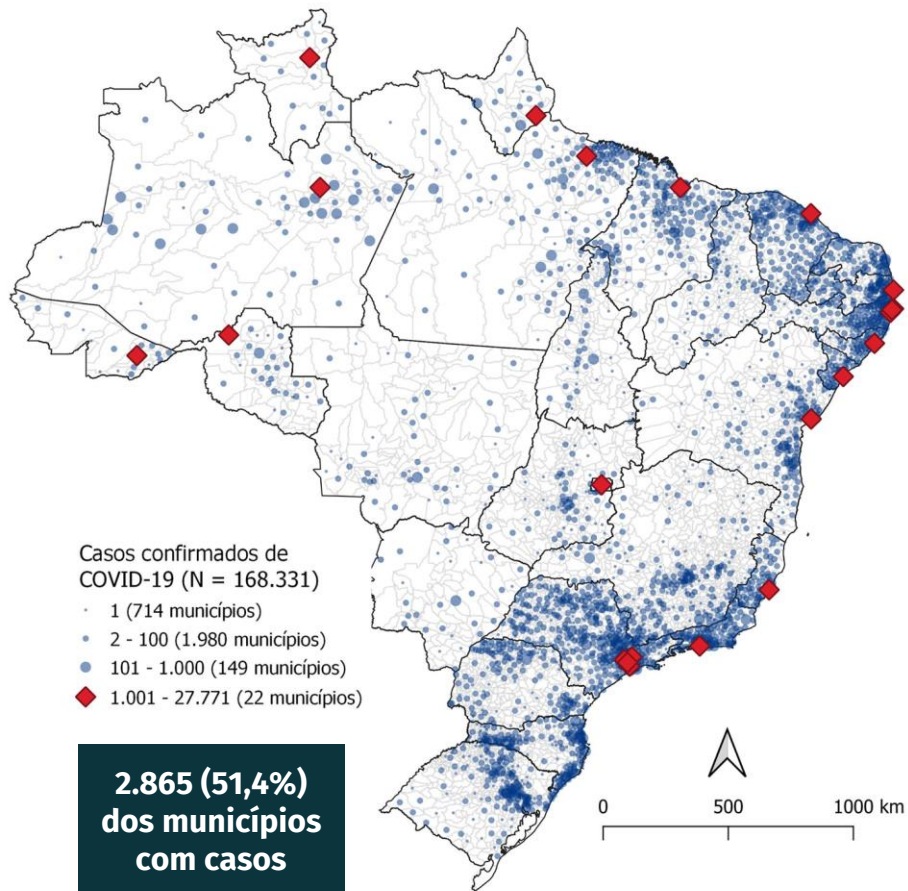 Casos confirmados de
COVID-19 (N = 168.331)
1 (714 municípios)
2 - 100 (1.980 municípios)
101 - 1.000 (149 municípios)
1.001 - 27.771 (22 municípios)
2.865 (51,4%)
dos municípios
com casos
0 500 1000 km